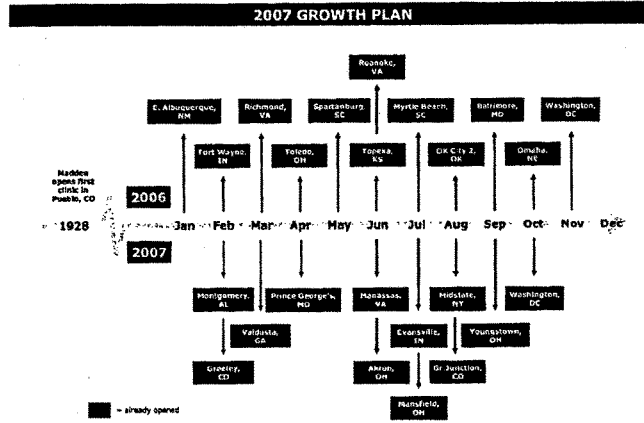 2007 GROWTH PLAN
Roanoke,
VA
E. Albuquerque,
NM
Richmond,
VA
Spartanburg,
SC
Myrtle Beach,
SC
Baltimore,
MD
Washington,
DC
Fort Wayne,
IN
Toledo,
OH
Topeka,
KS
OK City 2,
OK
Omaha,
NE
Madden
opens first
clinic in
Pueblo, CO
2006
1928
Jan Feb Mar Apr May Jun Jul Aug Sep Oct Nov Dec
2007
Montgomery,
AL
Prince George's,
MD
Manassas,
VA
Midstate,
NY
Washington,
DC
Valdosta,
GA
Evansville,
IN
Youngstown,
OH
Greeley,
CO
Akron,
OH
Gr Junction,
CO
Mansfield,
OH
= already opened